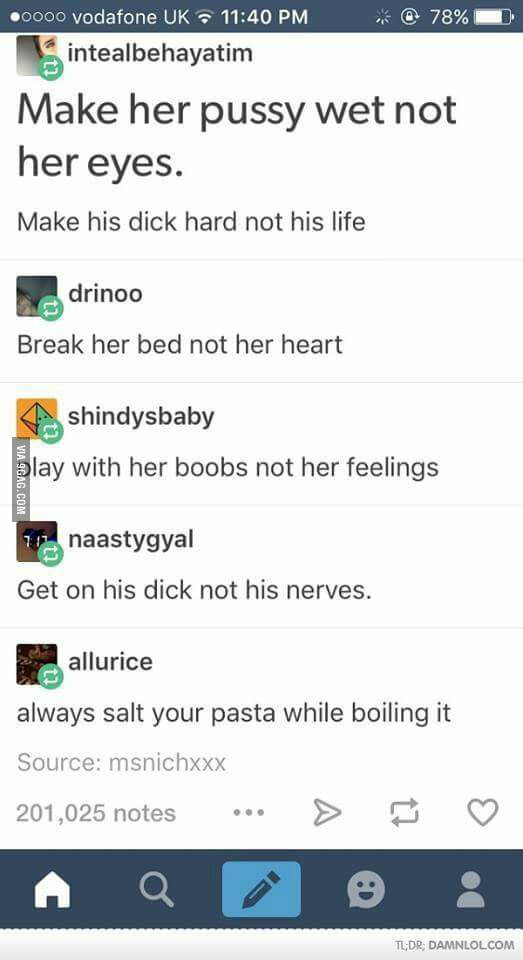 ●oooo vodafone UK 11:40 PM 78%
intealbehayatim
Make her pussy wet not
her eyes.
Make his dick hard not his life
drinoo
Break her bed not her heart
shindysbaby
play with her boobs not her feelings
VIA 9GAG.COM
naastygyal
Get on his dick not his nerves.
allurice
always salt your pasta while boiling it
Source: msnichxxx
201,025 notes
TL;DR; DAMNLOL.COM